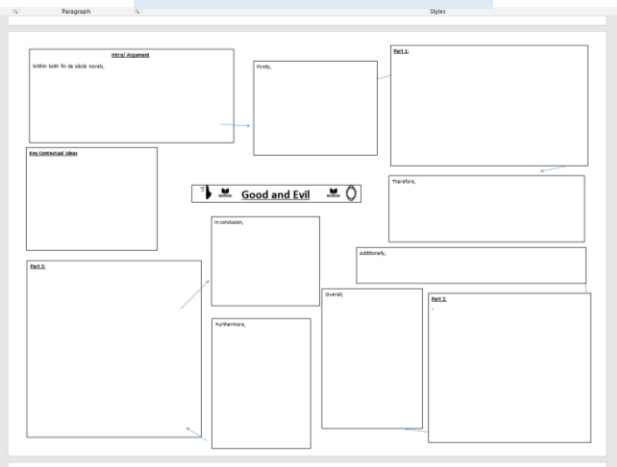 Paragraph
Styles
Intro/ Argument
Within both fin de siècle novels,
Firstly,
Part 1:
Key Contextual Ideas
Therefore,
Good and Evil
In conclusion,
Additionally,
Part 3:
Overall,
Part 2:
-
Furthermore,